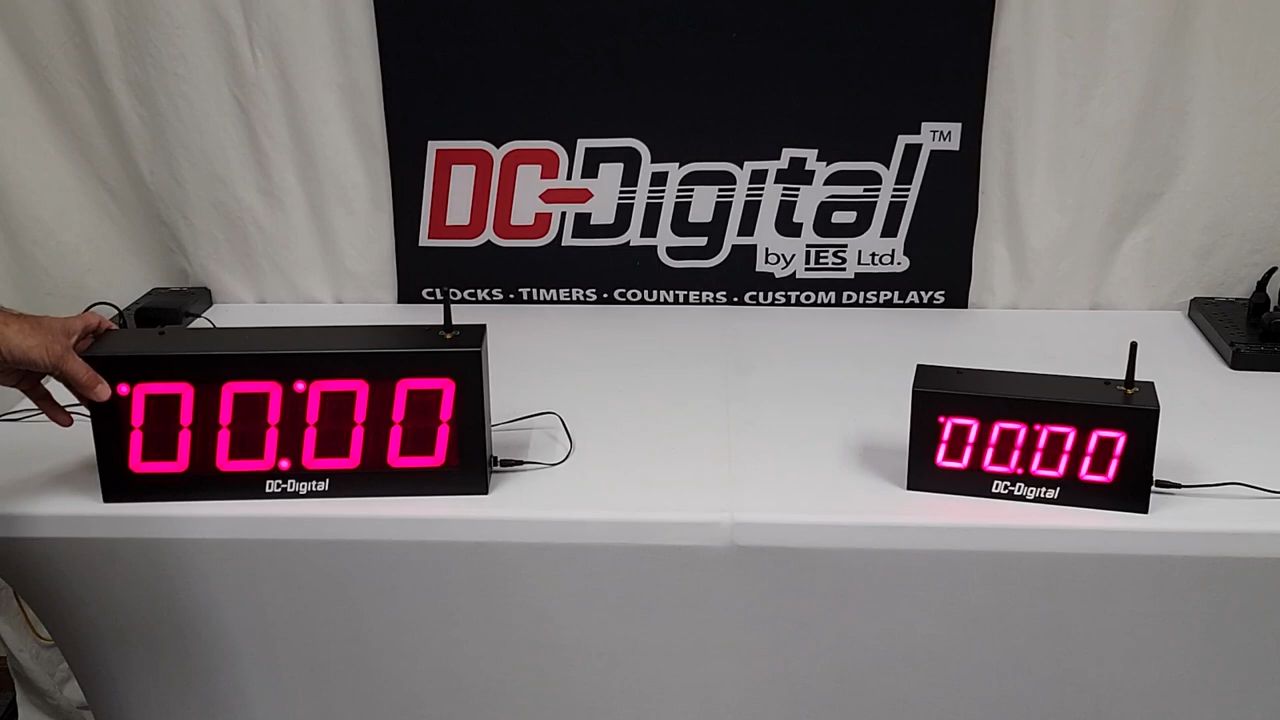 DC-Digital™
by IES Ltd.
CLOCKS · TIMERS · COUNTERS · CUSTOM DISPLAYS
00:00
DC-Digital
00:00
DC-Digital